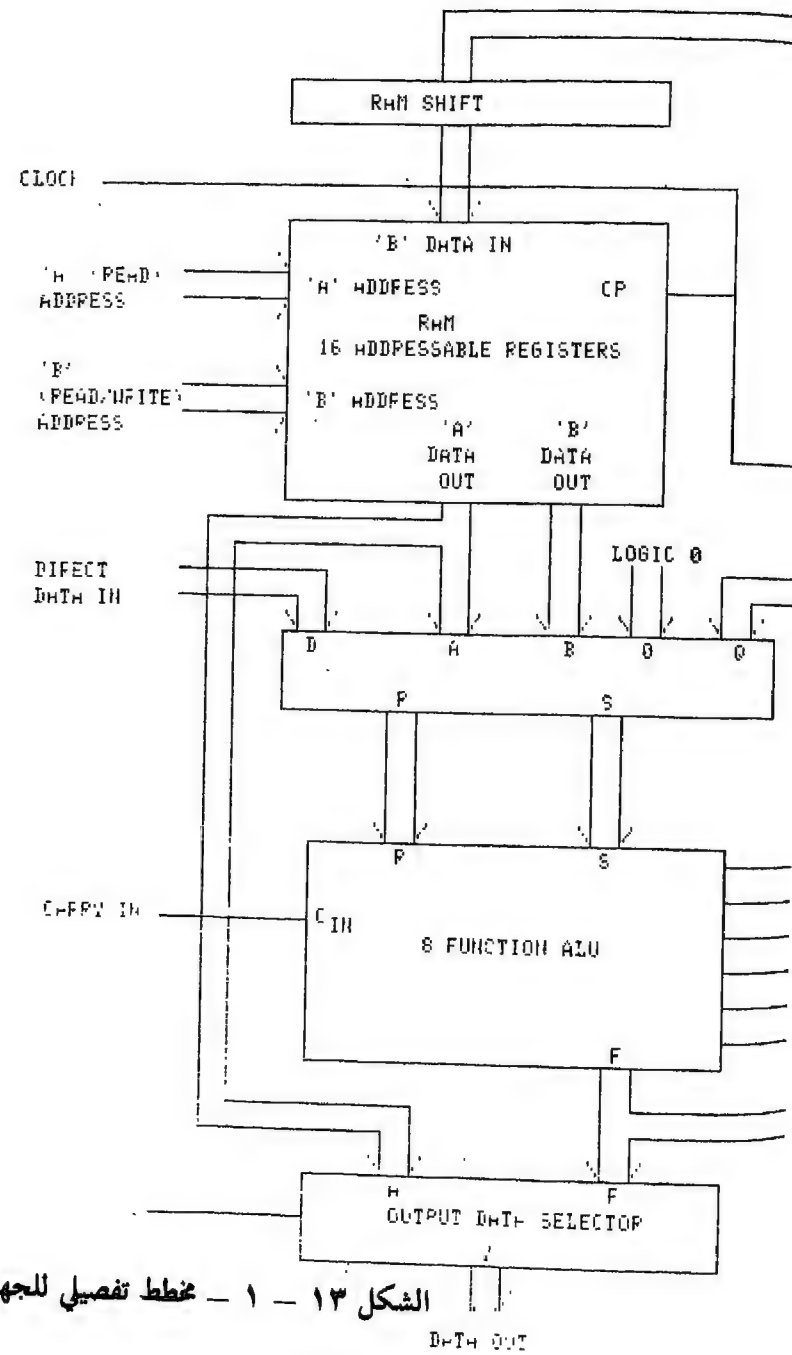 RAM SHIFT
CLOCK
'B' DATA IN
'A' (READ)
ADDRESS
'A' ADDRESS
CP
RAM
16 ADDRESSABLE REGISTERS
'B'
(READ/WRITE)
ADDRESS
'B' ADDRESS
'A' 'B'
DATA DATA
OUT OUT
LOGIC 0
DIRECT
DATA IN
D A B 0 Q
R S
R S
CARRY IN
C IN
8 FUNCTION ALU
F
A F
OUTPUT DATA SELECTOR
الشكل ١٣ – ١ – مخطط تفصيلي للجه
DATA OUT